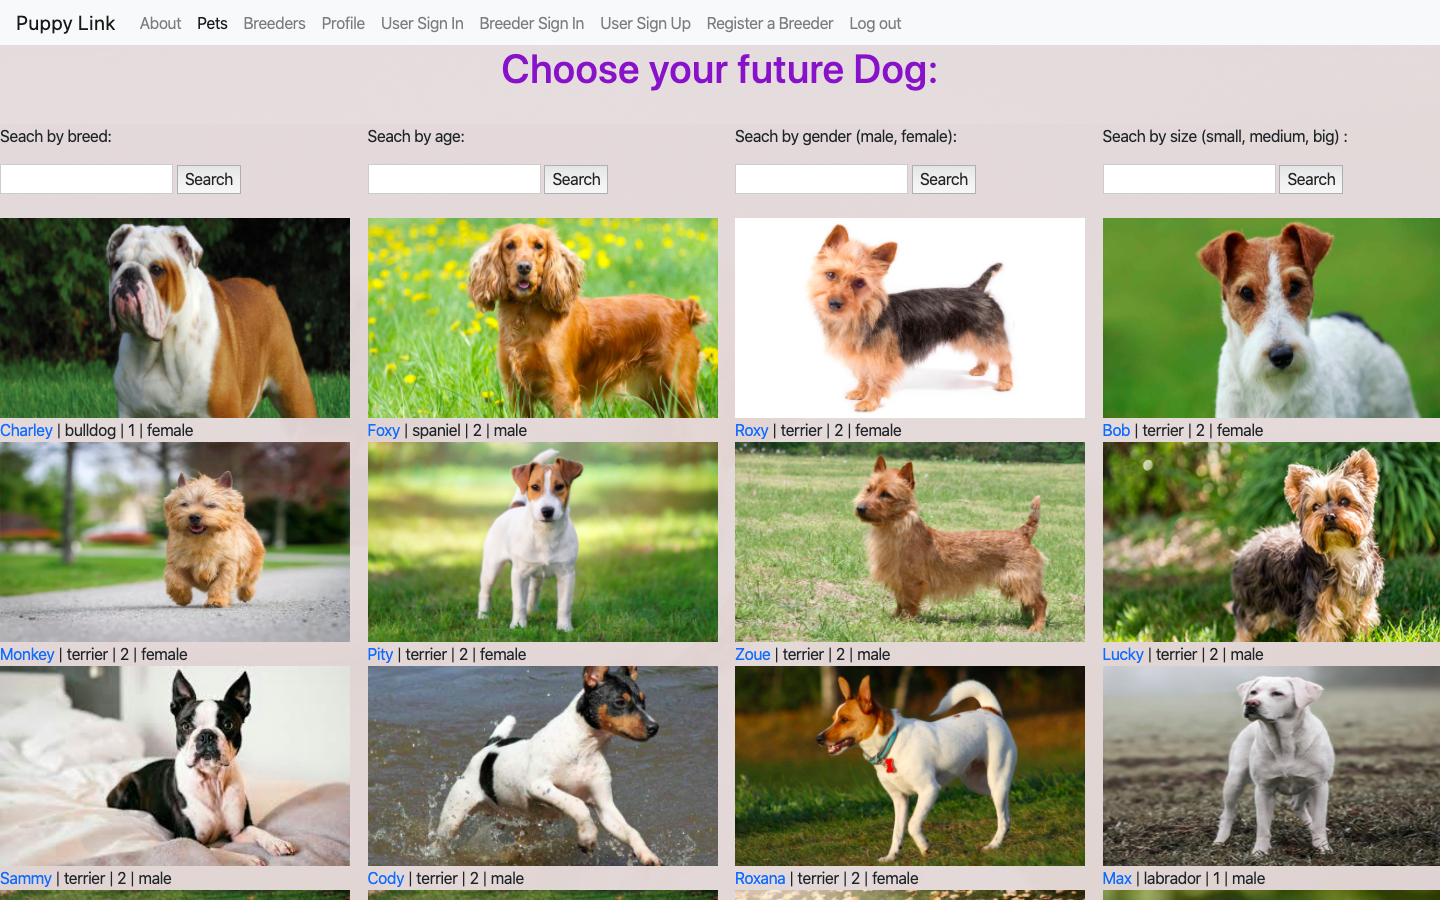 Puppy Link About Pets Breeders Profile User Sign In Breeder Sign In User Sign Up Register a Breeder Log out
Choose your future Dog:
Seach by breed: Seach by age: Seach by gender (male, female): Seach by size (small, medium, big) :
Search Search Search Search
Charley | bulldog | 1 | female Foxy | spaniel | 2 | male Roxy | terrier | 2 | female Bob | terrier | 2 | female
Monkey | terrier | 2 | female Pity | terrier | 2 | female Zoue | terrier | 2 | male Lucky | terrier | 2 | male
Sammy | terrier | 2 | male Cody | terrier | 2 | male Roxana | terrier | 2 | female Max | labrador | 1 | male